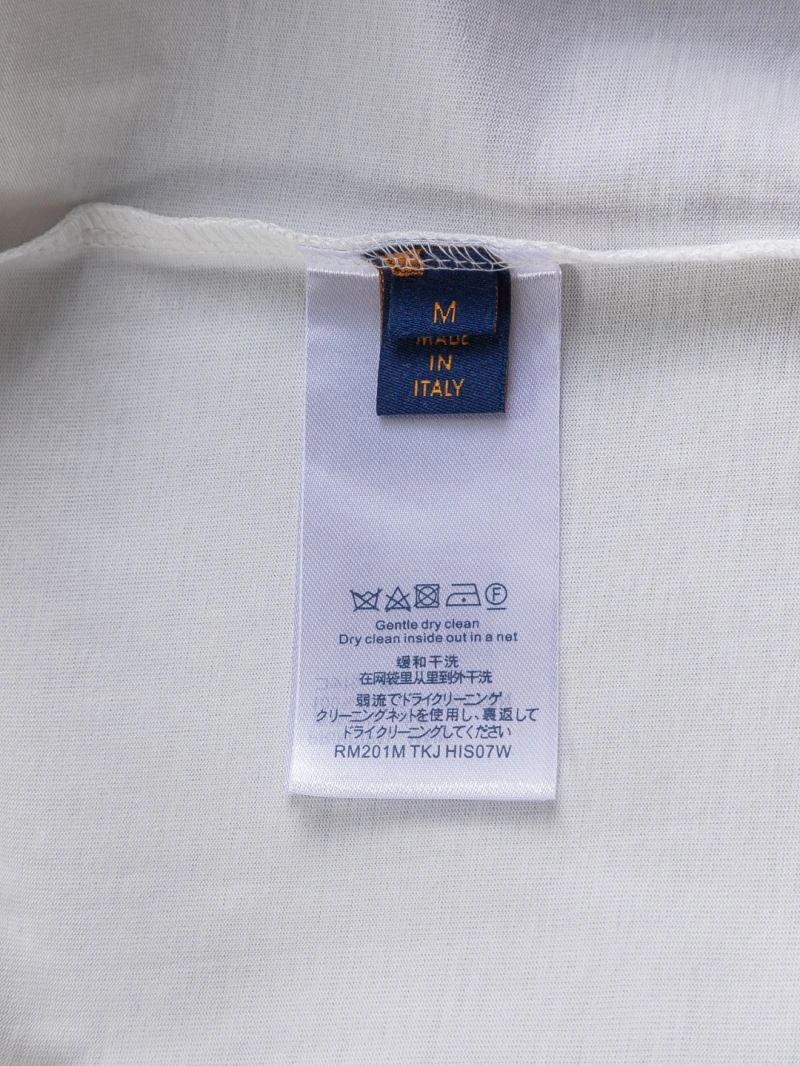 M
MADE
IN
ITALY
F
Gentle dry clean
Dry clean inside out in a net
缓和干洗
在网袋里从里到外干洗
弱流でドライクリーニング
クリーニングネットを使用し、裏返して
ドライクリーニングしてください
RM201M TKJ HIS07W